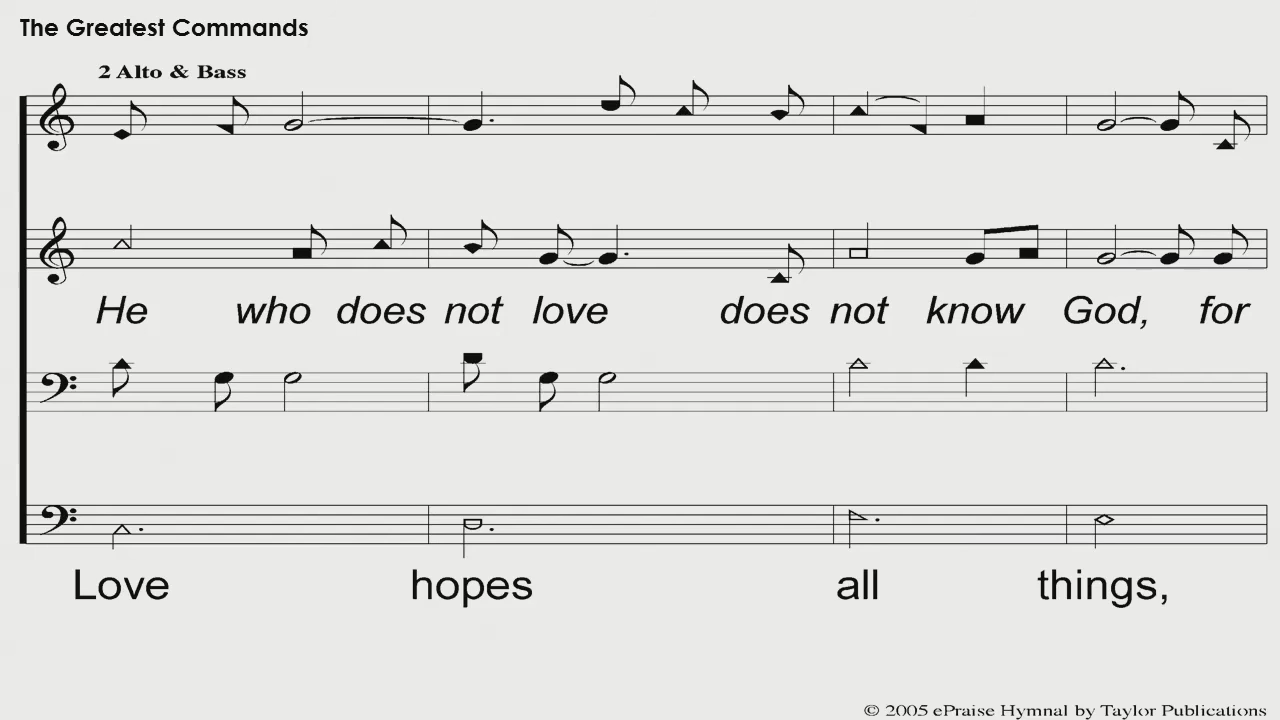 The Greatest Commands
2 Alto & Bass
He who does not love does not know God, for
Love hopes all things,
© 2005 ePraise Hymnal by Taylor Publications